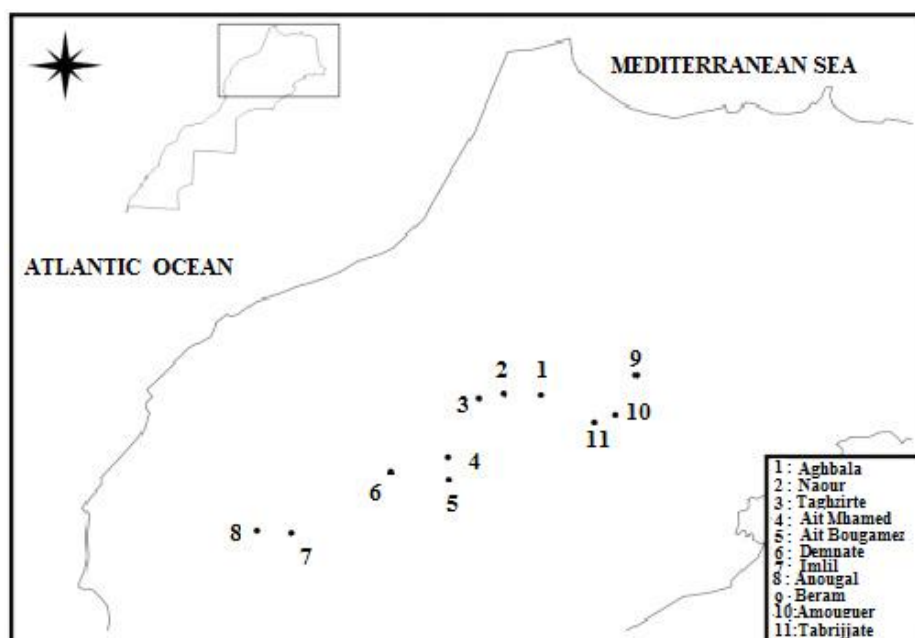 MEDITERRANEAN SEA
ATLANTIC OCEAN
9
2 1
3
10
11
4
6
5
8
7
1 : Aghbala
2 : Naour
3 : Taghzirte
4 : Ait Mhamed
5 : Ait Bougamez
6 : Demnate
7 : Imlil
8 : Anougal
9 : Beram
10:Amouguer
11:Tabrijjate